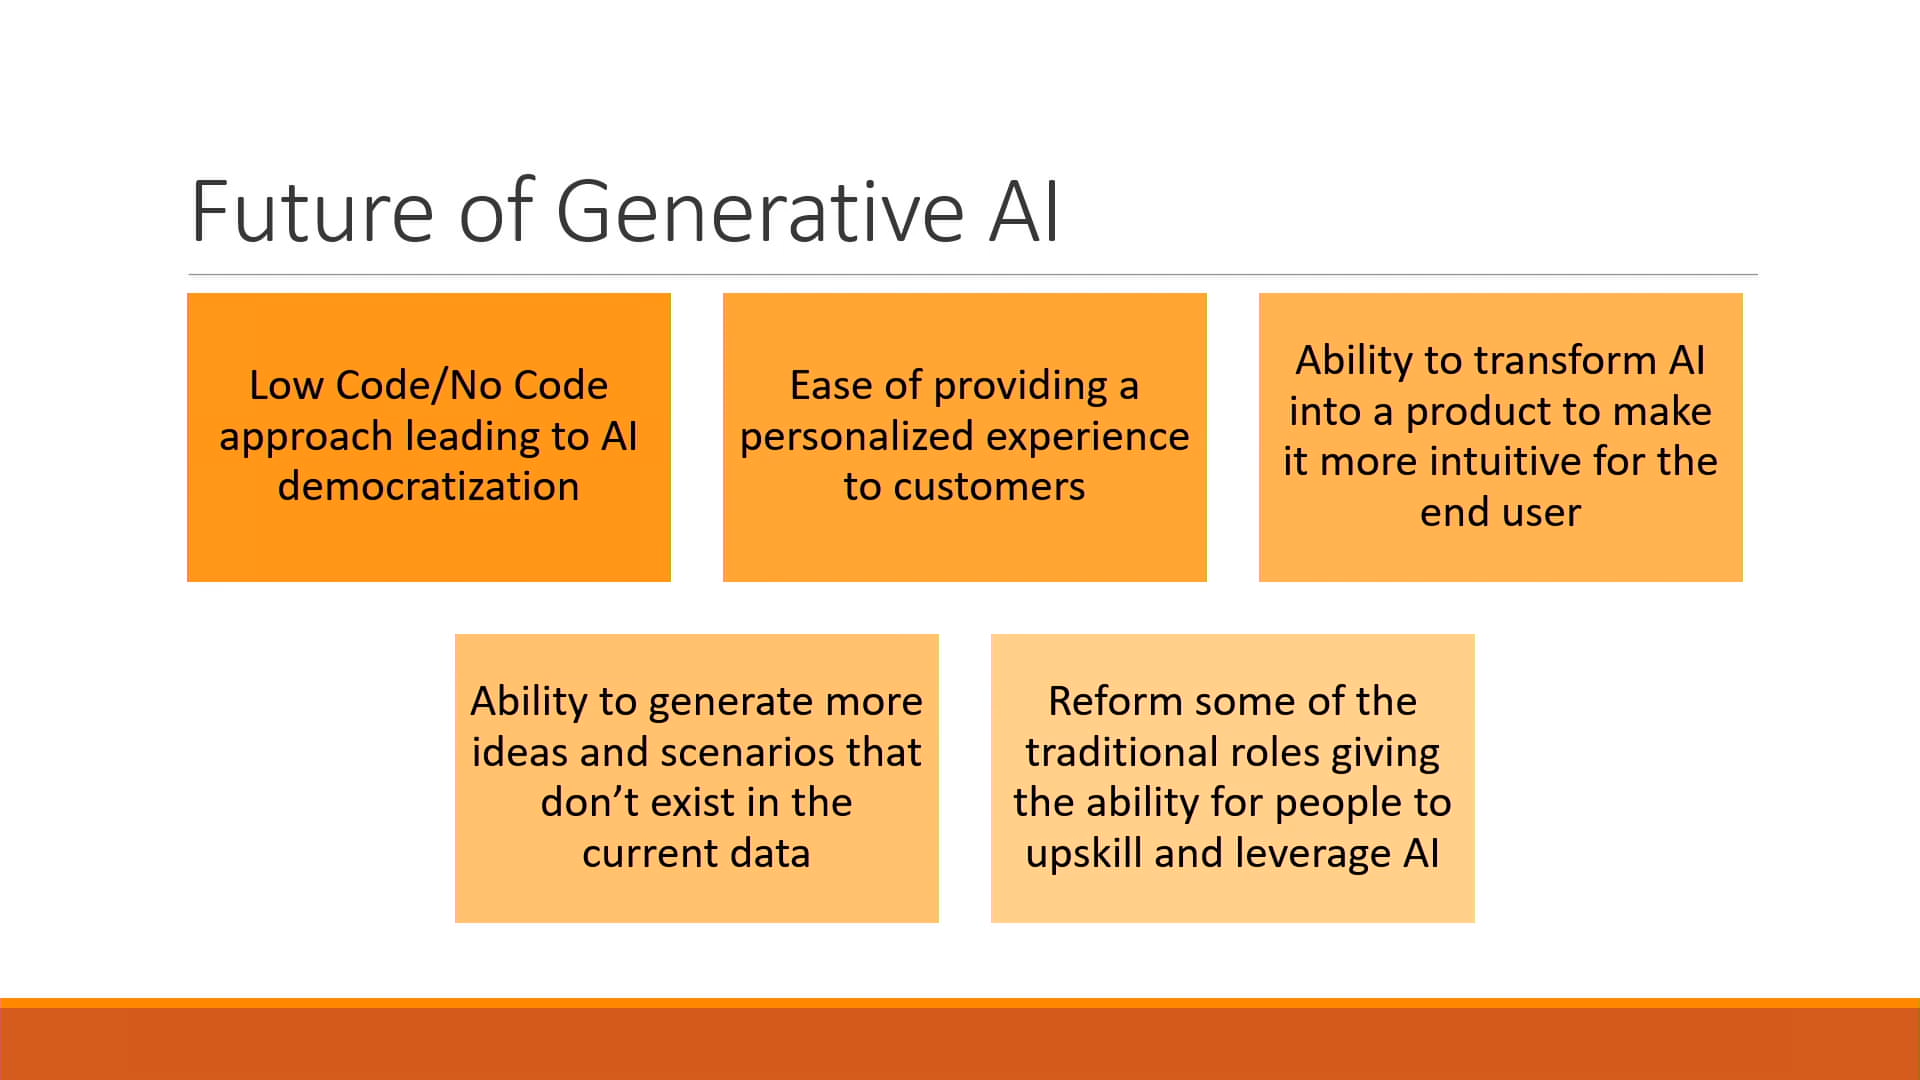 Future of Generative AI
Low Code/No Code
approach leading to AI
democratization
Ease of providing a
personalized experience
to customers
Ability to transform AI
into a product to make
it more intuitive for the
end user
Ability to generate more
ideas and scenarios that
don’t exist in the
current data
Reform some of the
traditional roles giving
the ability for people to
upskill and leverage AI